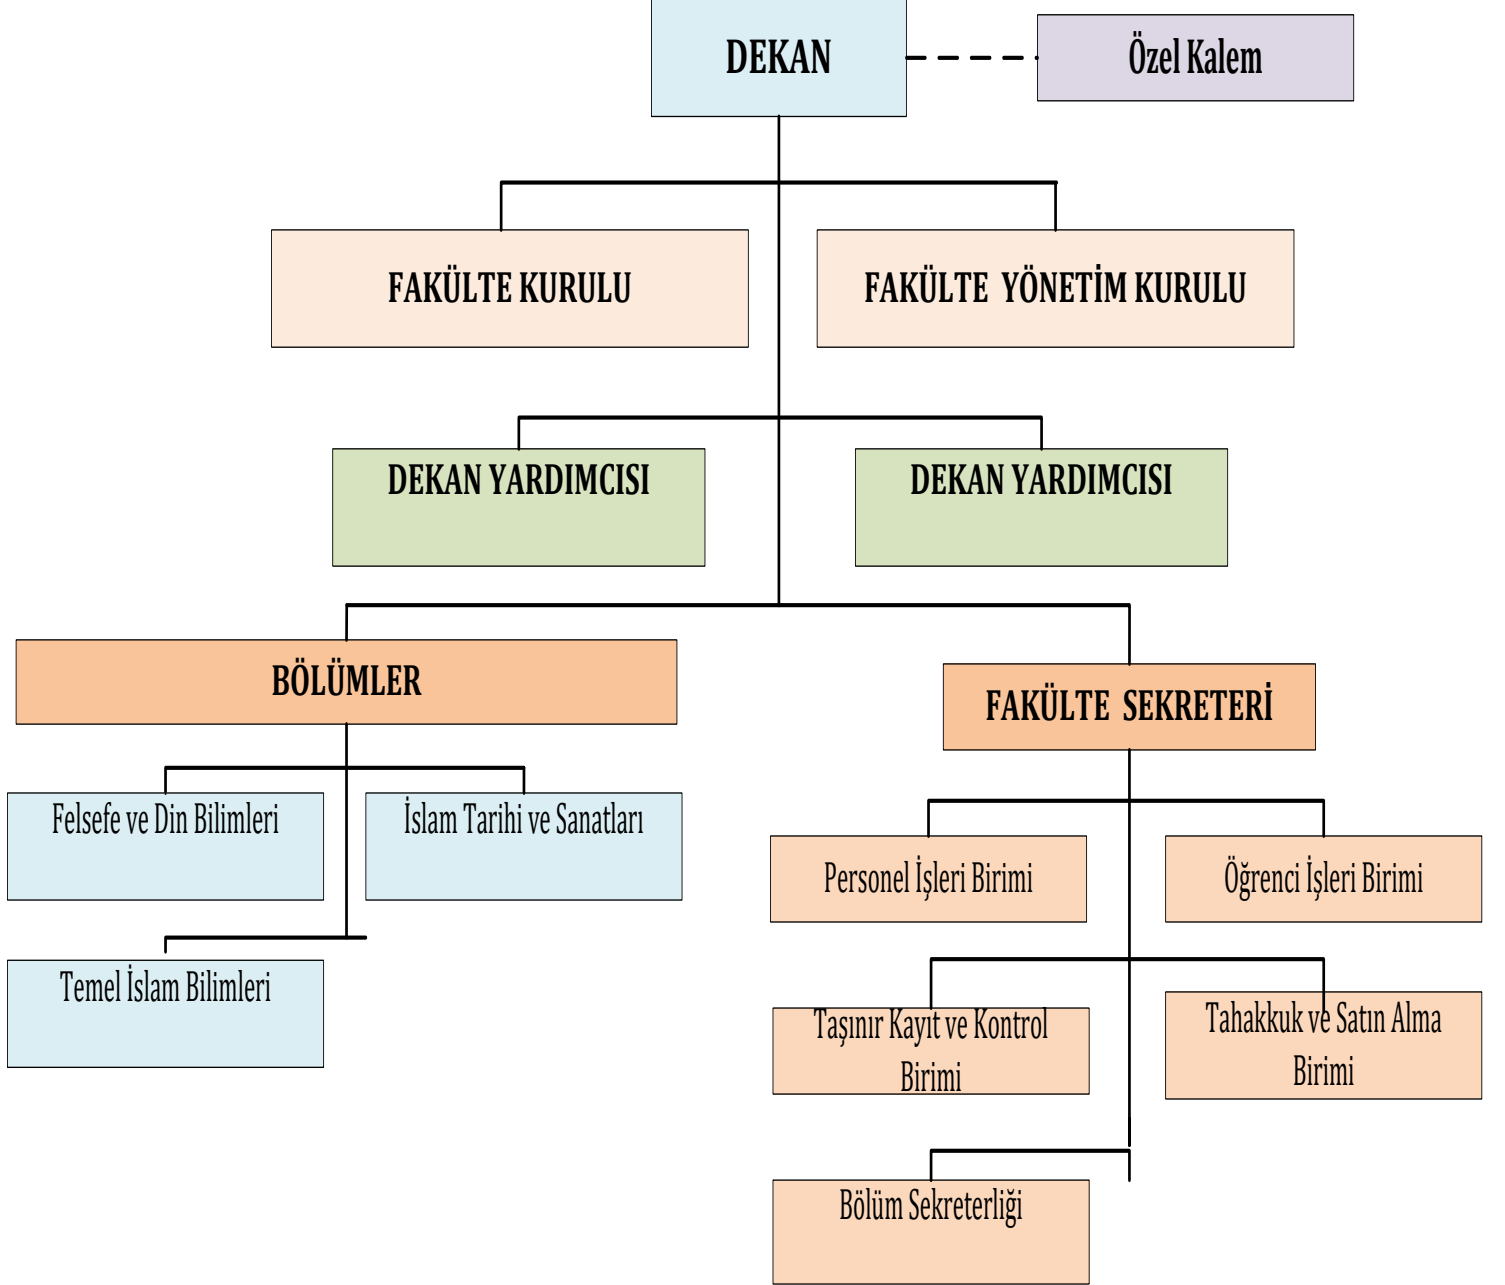 DEKAN
Özel Kalem
FAKÜLTE KURULU
FAKÜLTE YÖNETİM KURULU
DEKAN YARDIMCISI
DEKAN YARDIMCISI
BÖLÜMLER
FAKÜLTE SEKRETERİ
Felsefe ve Din Bilimleri
İslam Tarihi ve Sanatları
Personel İşleri Birimi
Öğrenci İşleri Birimi
Temel İslam Bilimleri
Taşınır Kayıt ve Kontrol
Birimi
Tahakkuk ve Satın Alma
Birimi
Bölüm Sekreterliği